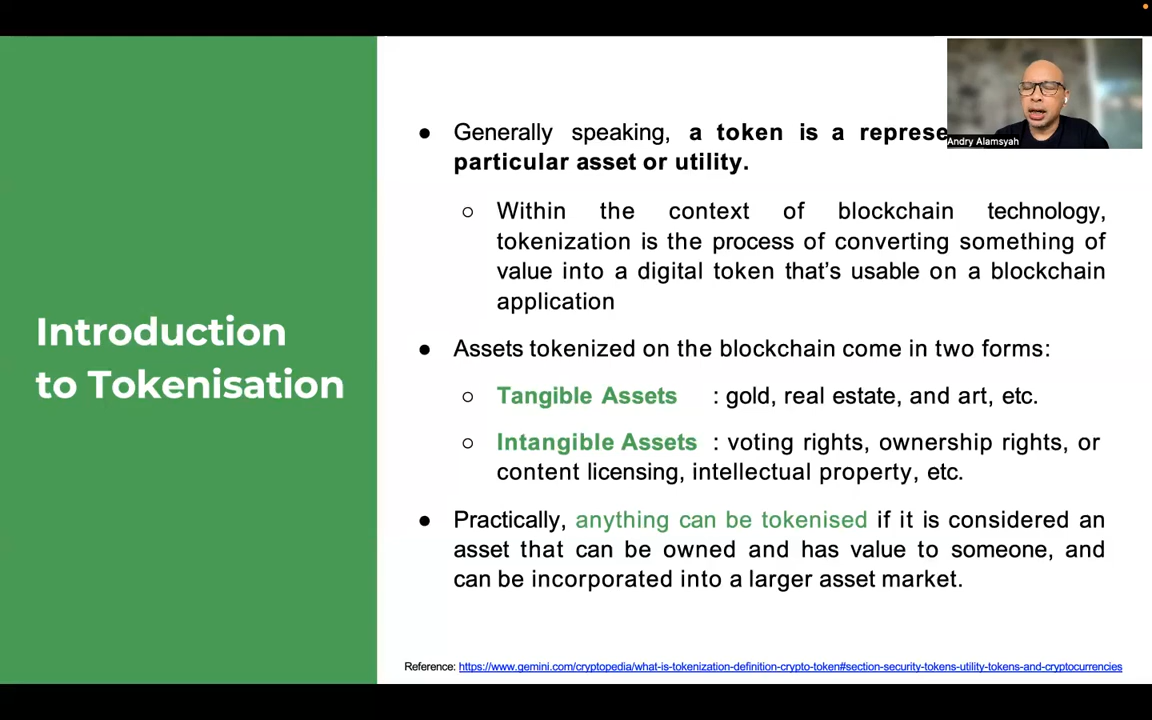 Introduction
to Tokenisation
● Generally speaking, a token is a
particular asset or utility.
○ Within the context of blockchain technology,
tokenization is the process of converting something of
value into a digital token that’s usable on a blockchain
application
● Assets tokenized on the blockchain come in two forms:
○ Tangible Assets : gold, real estate, and art, etc.
○ Intangible Assets : voting rights, ownership rights, or
content licensing, intellectual property, etc.
● Practically, anything can be tokenised if it is considered an
asset that can be owned and has value to someone, and
can be incorporated into a larger asset market.
Reference: https://www.gemini.com/cryptopedia/what-is-tokenization-definition-crypto-token#section-security-tokens-utility-tokens-and-cryptocurrencies
Andry Alamsyah